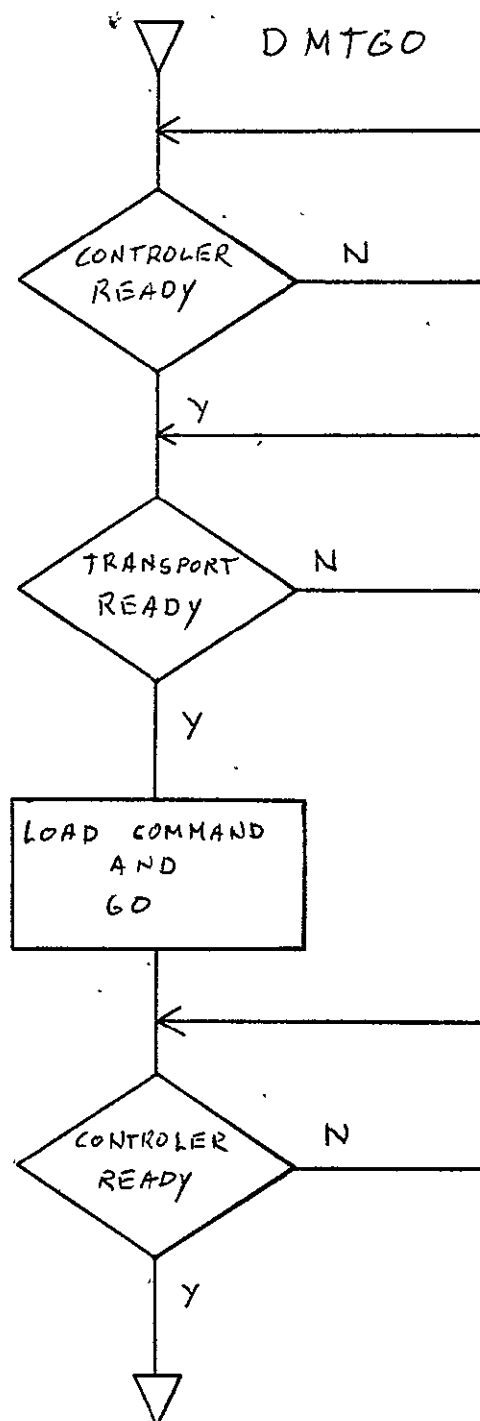 DMTGO
CONTROLER
READY
N
Y
TRANSPORT
READY
N
Y
LOAD COMMAND
AND
GO
CONTROLER
READY
N
Y